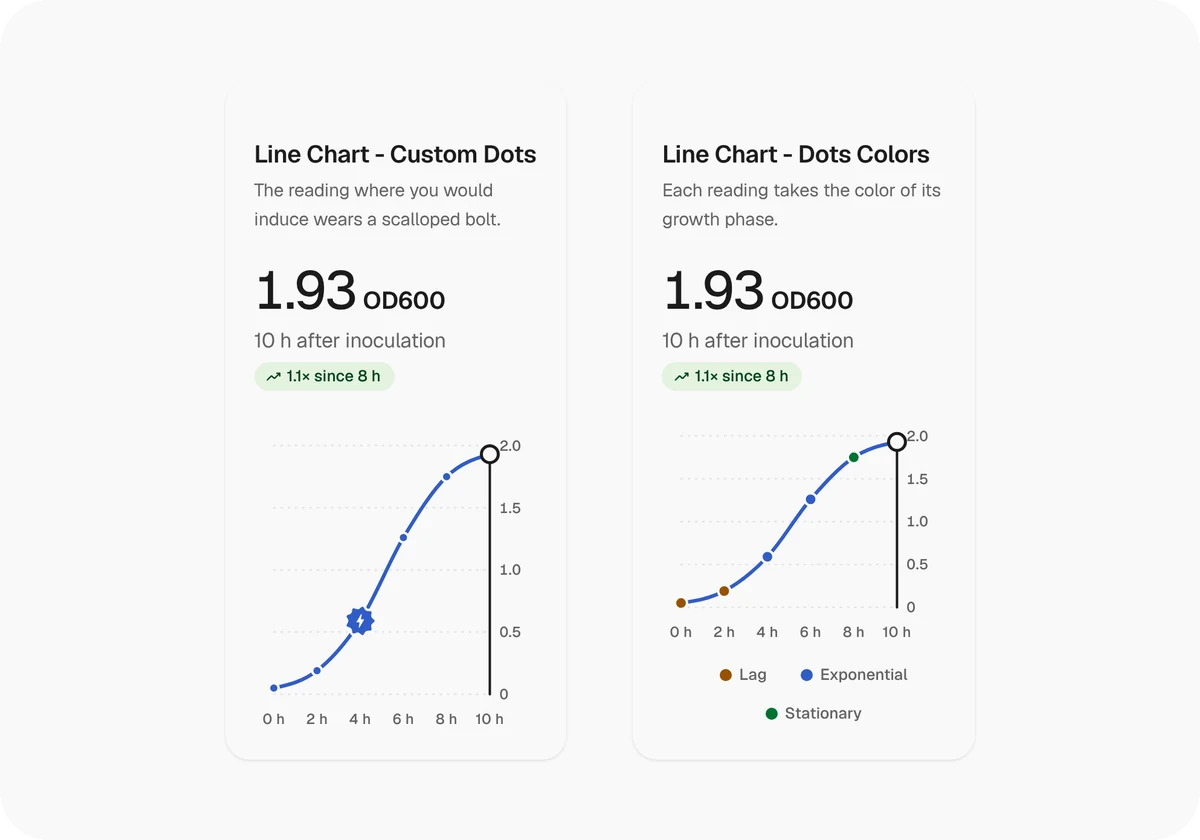 Line Chart - Custom Dots
The reading where you would
induce wears a scalloped bolt.
1.93 OD600
10 h after inoculation
1.1× since 8 h
2.0
1.5
1.0
0.5
0
0 h 2 h 4 h 6 h 8 h 10 h
Line Chart - Dots Colors
Each reading takes the color of its
growth phase.
1.93 OD600
10 h after inoculation
1.1× since 8 h
2.0
1.5
1.0
0.5
0
0 h 2 h 4 h 6 h 8 h 10 h
Lag Exponential
Stationary